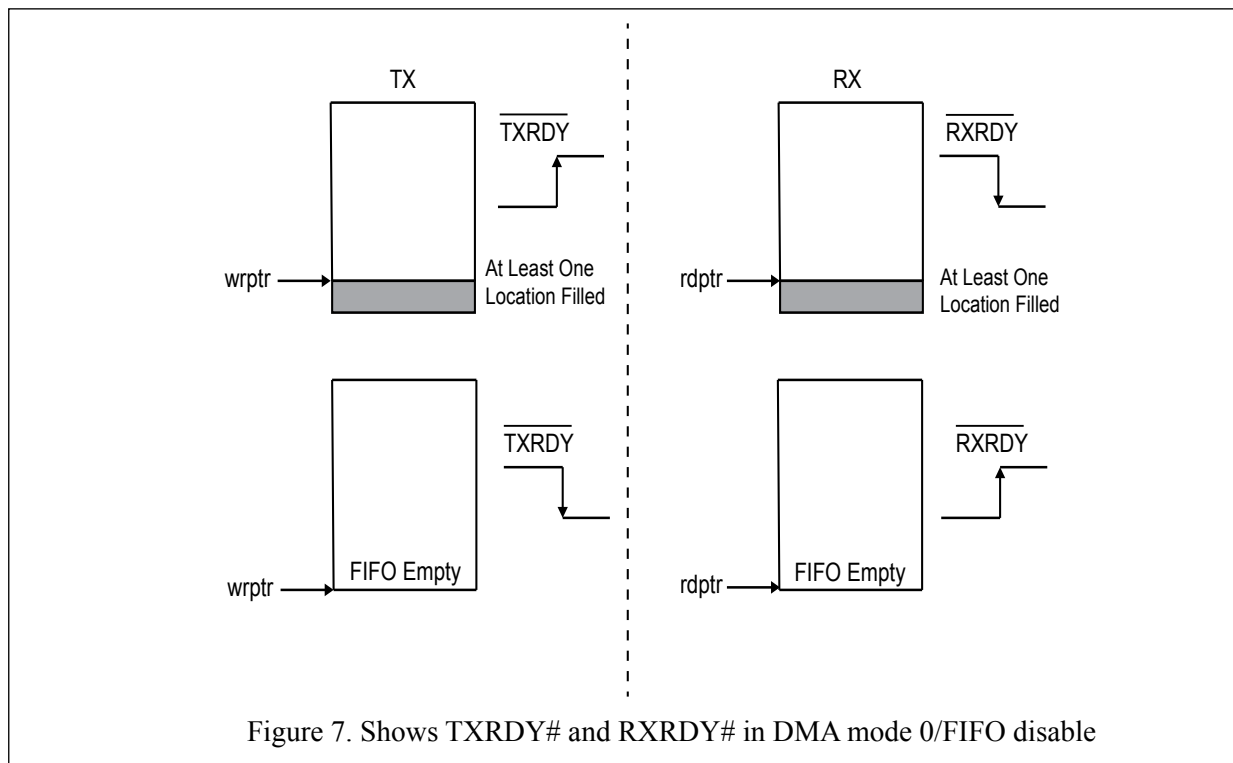 TX
TXRDY
wrptr
At Least One
Location Filled
TXRDY
wrptr
FIFO Empty
RX
RXRDY
rdptr
At Least One
Location Filled
RXRDY
rdptr
FIFO Empty
Figure 7. Shows TXRDY# and RXRDY# in DMA mode 0/FIFO disable